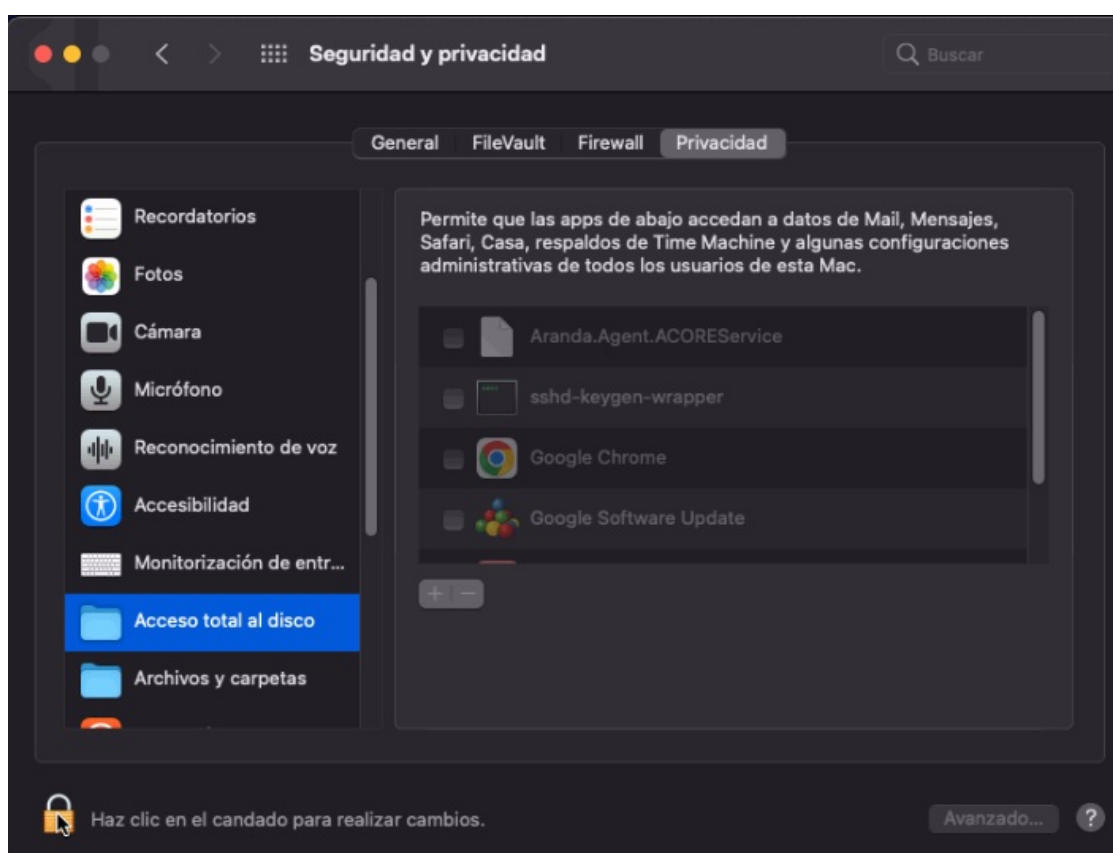 Seguridad y privacidad
Buscar
General FileVault Firewall Privacidad
Recordatorios
Fotos
Cámara
Micrófono
Reconocimiento de voz
Accesibilidad
Monitorización de entr...
Acceso total al disco
Archivos y carpetas
Permite que las apps de abajo accedan a datos de Mail, Mensajes,
Safari, Casa, respaldos de Time Machine y algunas configuraciones
administrativas de todos los usuarios de esta Mac.
Aranda.Agent.ACOREService
sshd-keygen-wrapper
Google Chrome
Google Software Update
+ −
Haz clic en el candado para realizar cambios.
Avanzado... ?